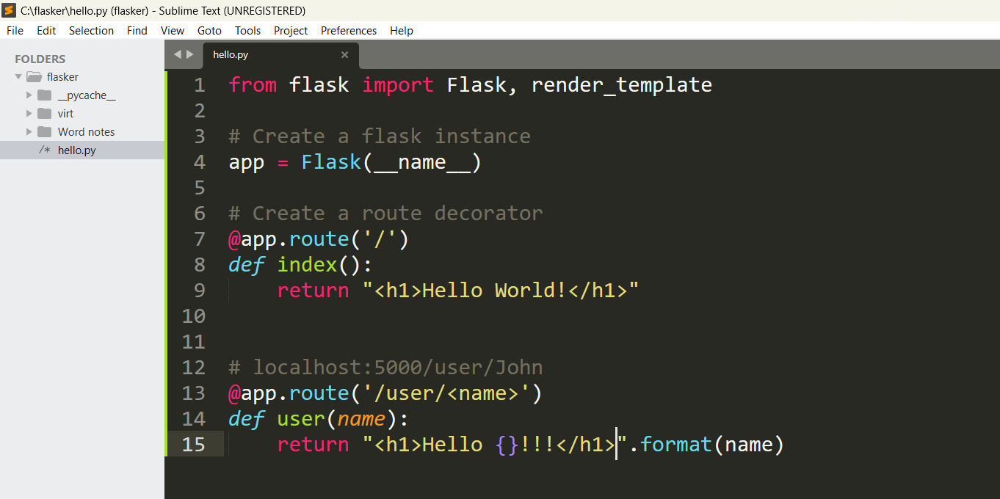 C:\flasker\hello.py (flasker) - Sublime Text (UNREGISTERED)
File Edit Selection Find View Goto Tools Project Preferences Help
FOLDERS
flasker
__pycache__
virt
Word notes
/* hello.py
hello.py ×
1 from flask import Flask, render_template
2
3 # Create a flask instance
4 app = Flask(__name__)
5
6 # Create a route decorator
7 @app.route('/')
8 def index():
9     return "<h1>Hello World!</h1>"
10
11
12 # localhost:5000/user/John
13 @app.route('/user/<name>')
14 def user(name):
15     return "<h1>Hello {}!!!</h1>".format(name)